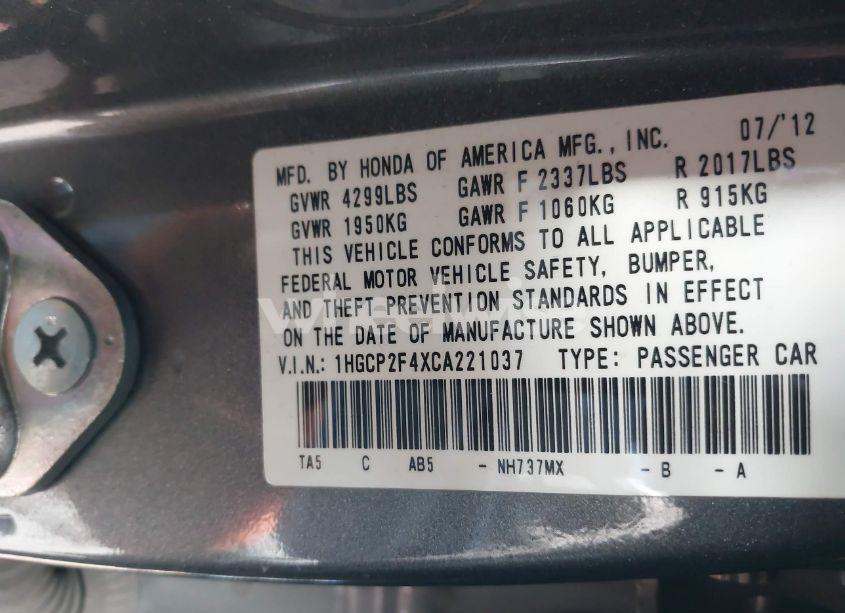 MFD. BY HONDA OF AMERICA MFG., INC. 07/'12
GVWR 4299LBS GAWR F 2337LBS R 2017LBS
GVWR 1950KG GAWR F 1060KG R 915KG
THIS VEHICLE CONFORMS TO ALL APPLICABLE
FEDERAL MOTOR VEHICLE SAFETY, BUMPER,
AND THEFT PREVENTION STANDARDS IN EFFECT
ON THE DATE OF MANUFACTURE SHOWN ABOVE.
V.I.N.: 1HGCP2F4XCA221037 TYPE: PASSENGER CAR
TA5 C AB5 - NH737MX - B - A